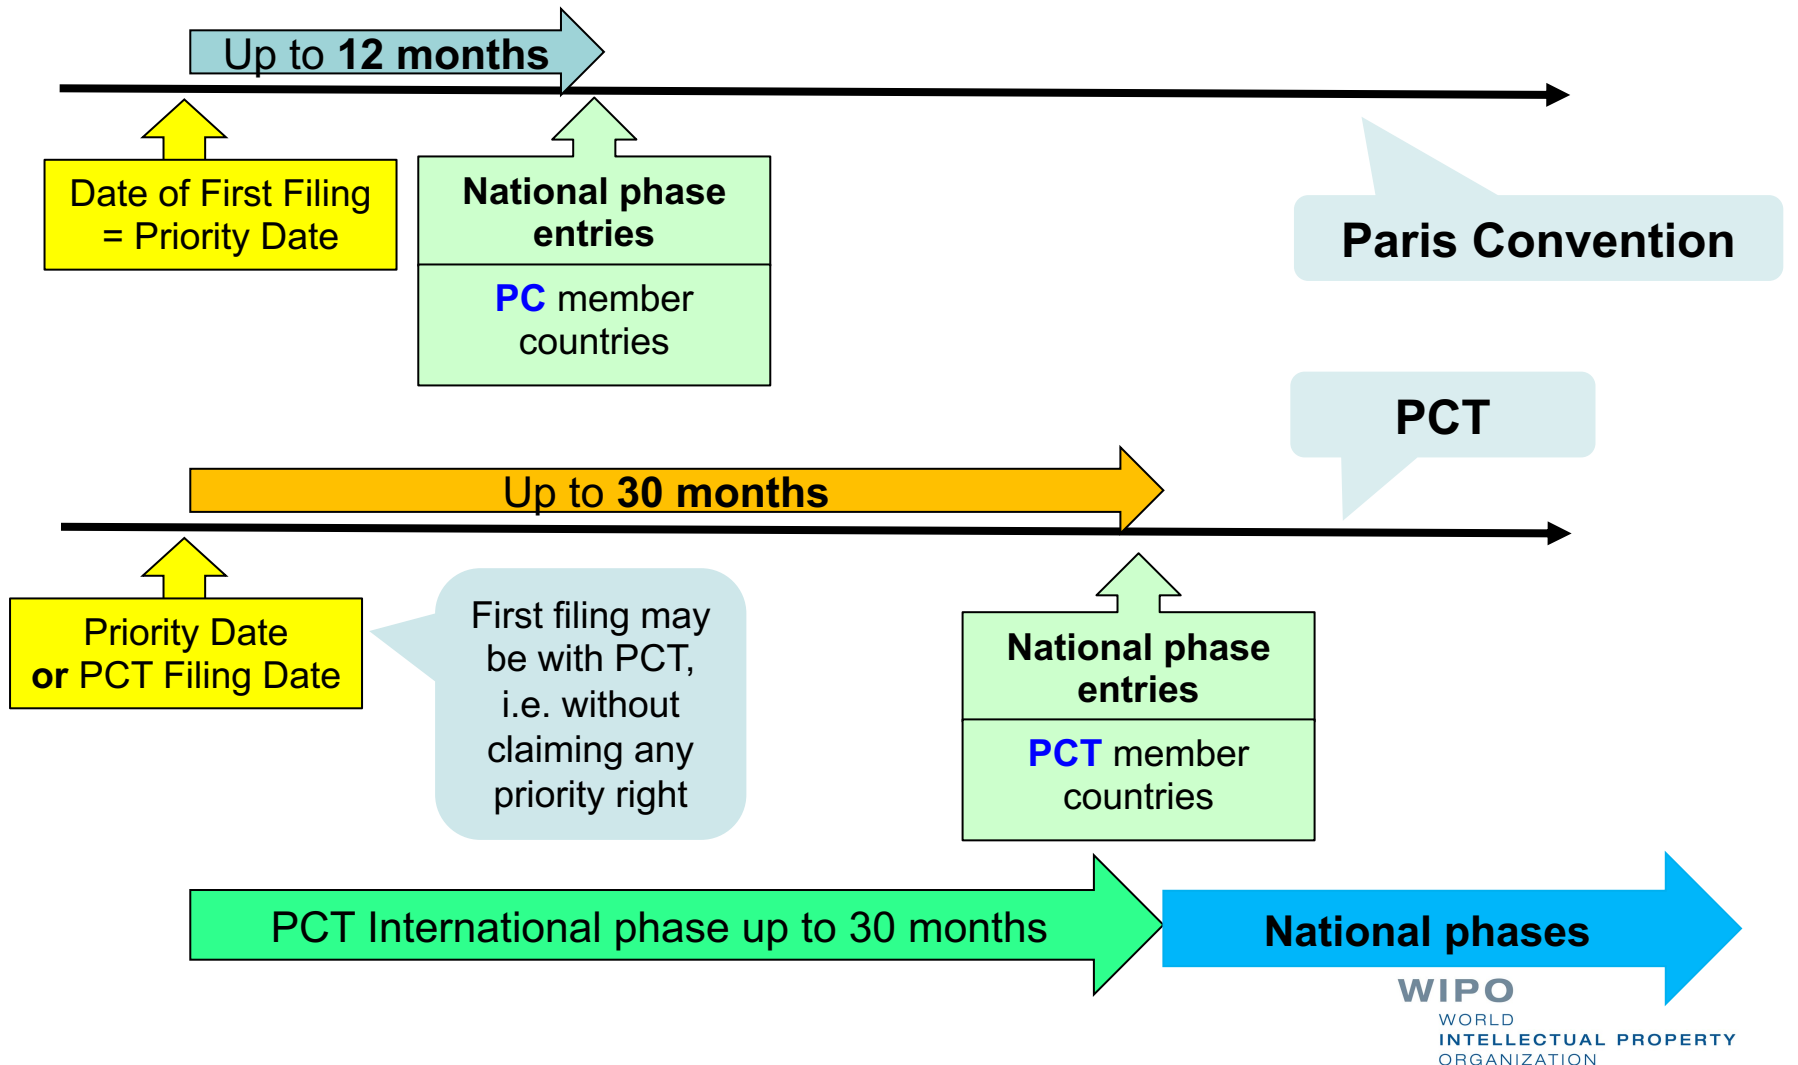 Up to 12 months
Date of First Filing
= Priority Date
National phase
entries
PC member
countries
Paris Convention
PCT
Up to 30 months
Priority Date
or PCT Filing Date
First filing may
be with PCT,
i.e. without
claiming any
priority right
National phase
entries
PCT member
countries
PCT International phase up to 30 months
National phases
WIPO
WORLD
INTELLECTUAL PROPERTY
ORGANIZATION